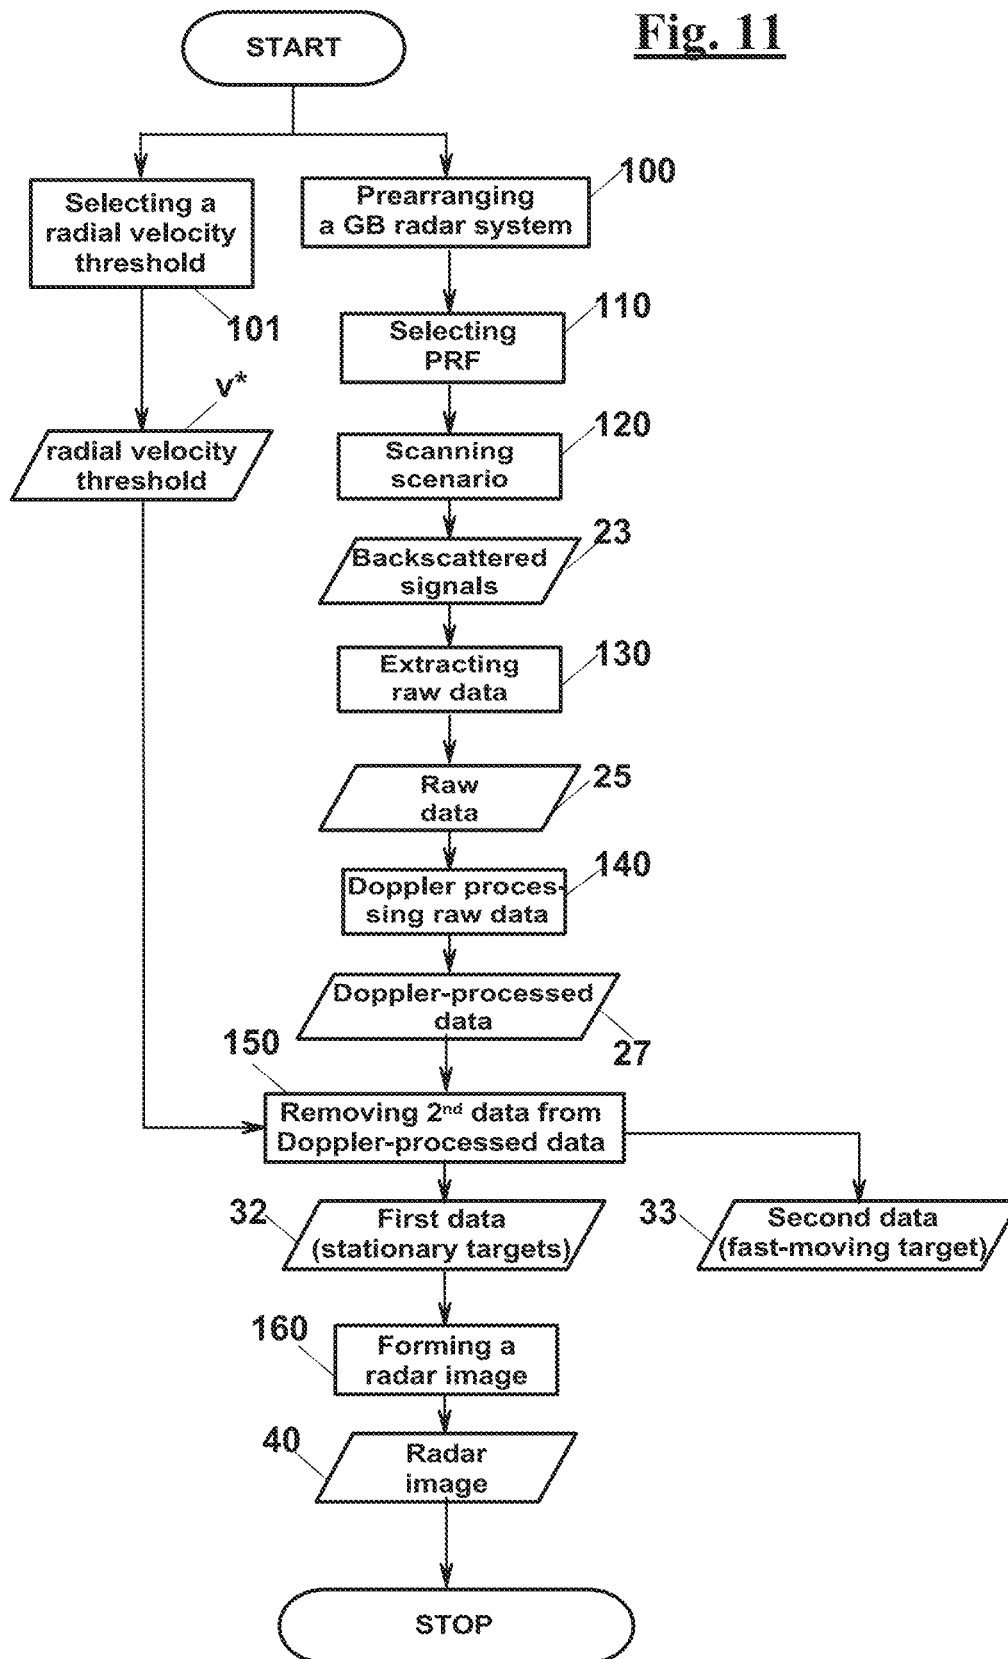 Fig. 11
START
Selecting a
radial velocity
threshold
101
Prearranging
a GB radar system
100
Selecting
PRF
110
v*
radial velocity
threshold
Scanning
scenario
120
Backscattered
signals
23
Extracting
raw data
130
Raw
data
25
Doppler proces-
sing raw data
140
Doppler-processed
data
27
150
Removing 2nd data from
Doppler-processed data
32
First data
(stationary targets)
33
Second data
(fast-moving target)
160
Forming a
radar image
40
Radar
image
STOP